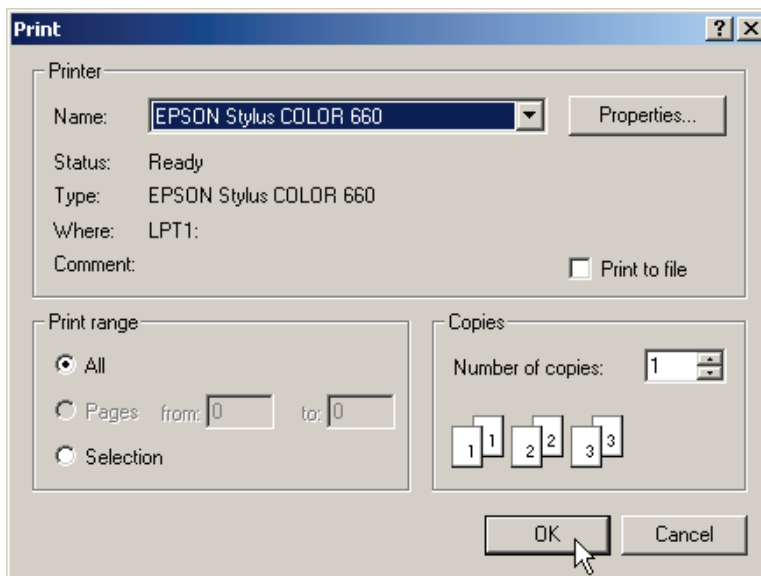 Print
Printer
Name: EPSON Stylus COLOR 660 Properties...
Status: Ready
Type: EPSON Stylus COLOR 660
Where: LPT1:
Comment: Print to file
Print range
All
Pages from: 0 to: 0
Selection
Copies
Number of copies: 1
1 1 2 2 3 3
OK Cancel